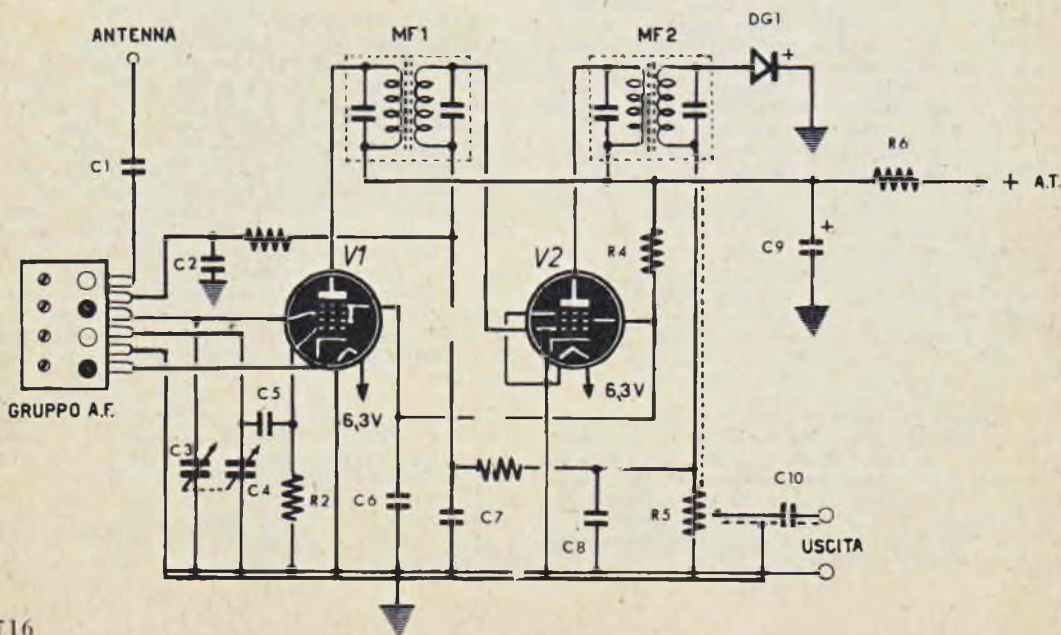 ANTENNA
MF1
MF2
DG1
+
C1
R6
+ A.T.
C2
V1
V2
R4
C9
+
6,3V
6,3V
GRUPPO A.F.
C5
C3
C4
R2
C6
C7
C8
R5
C10
USCITA
716